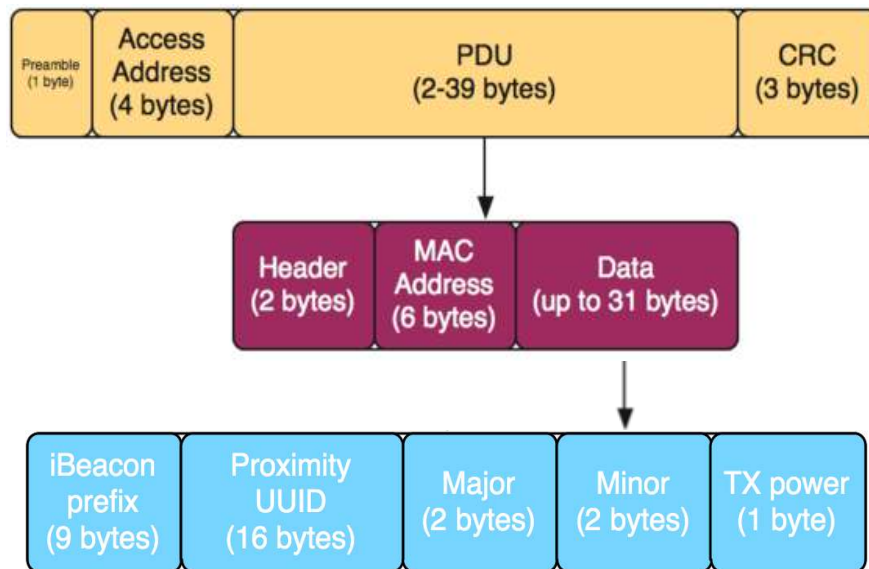 Preamble
(1 byte)
Access
Address
(4 bytes)
PDU
(2-39 bytes)
CRC
(3 bytes)
Header
(2 bytes)
MAC
Address
(6 bytes)
Data
(up to 31 bytes)
iBeacon
prefix
(9 bytes)
Proximity
UUID
(16 bytes)
Major
(2 bytes)
Minor
(2 bytes)
TX power
(1 byte)